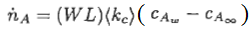 ṅ_A = (WL)⟨k_c⟩( c_{A_w} − c_{A_∞} )